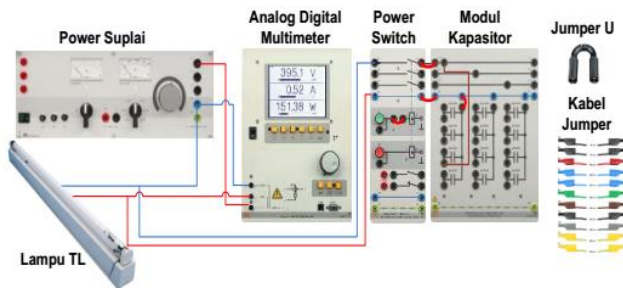 Power Suplai
Analog Digital
Multimeter
Power
Switch
Modul
Kapasitor
Jumper U
Kabel
Jumper
Lampu TL
395.1 V
0.52 A
151.38 W